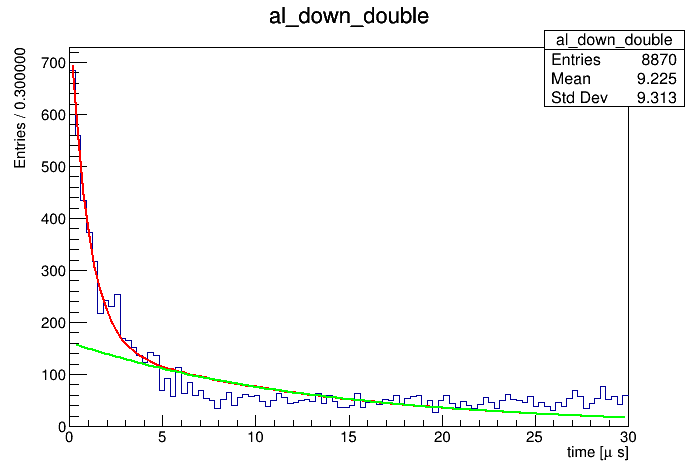 al_down_double
al_down_double
Entries 8870
Mean 9.225
Std Dev 9.313
Entries / 0.300000
700
600
500
400
300
200
100
0
0 5 10 15 20 25 30
time [μ s]